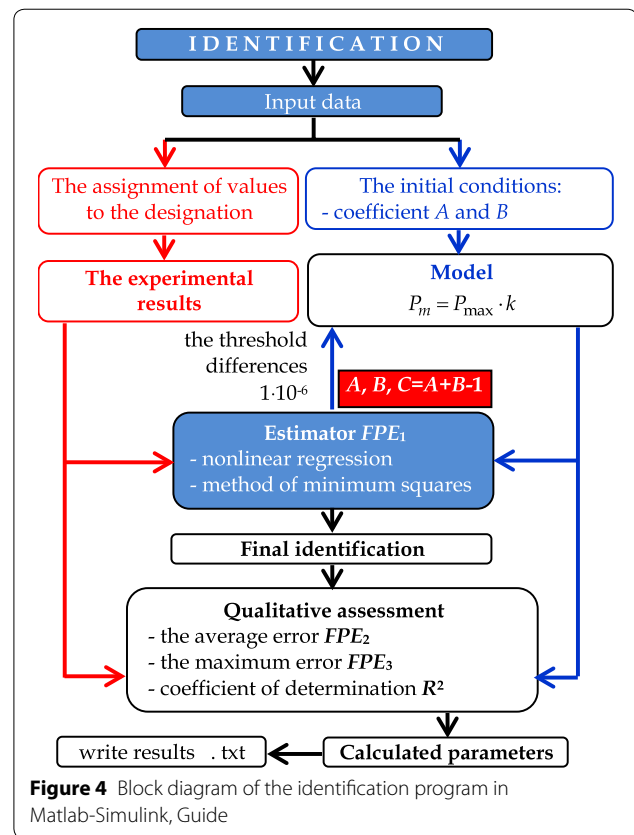 IDENTIFICATION
Input data
The assignment of values
to the designation
The initial conditions:
- coefficient A and B
The experimental
results
Model
Pm = Pmax · k
the threshold
differences
1·10-6
A, B, C=A+B-1
Estimator FPE1
- nonlinear regression
- method of minimum squares
Final identification
Qualitative assessment
- the average error FPE2
- the maximum error FPE3
- coefficient of determination R²
write results . txt
Calculated parameters
Figure 4 Block diagram of the identification program in
Matlab-Simulink, Guide